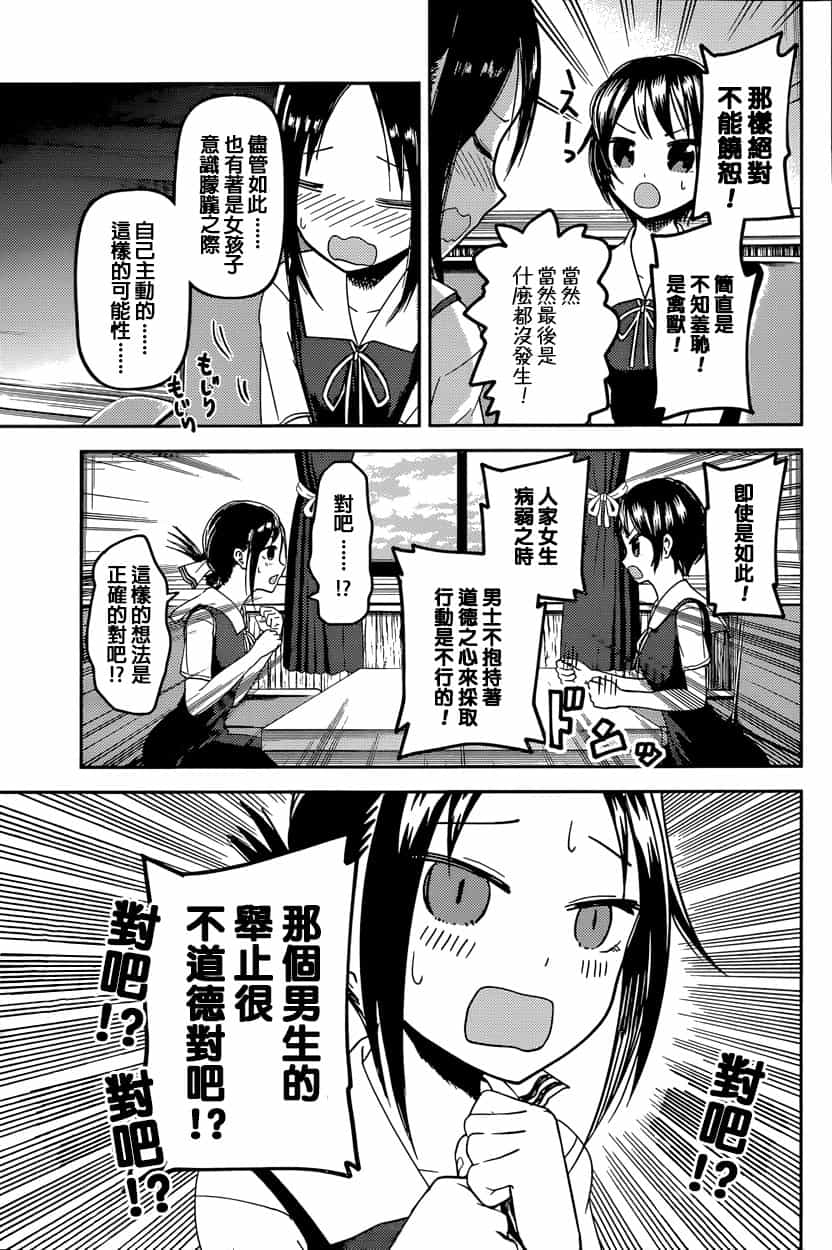 那樣絕對
不能饒恕！
簡直是
不知羞恥！
是禽獸！
スーっ
當然
當然最後是
什麼都沒發生！
儘管如此……
也有著是女孩子
意識朦朧之際
自己主動的……
這樣的可能性……
もじり
もじり
即使是如此！
人家女生
病弱之時
男士不抱持著
道德之心來採取
行動是不行的！
ドンッ
對吧……!?
這樣的想法是
正確的對吧!?
那個男生的
舉止很
不道德對吧!?
對吧!?
對吧!?
對吧!?